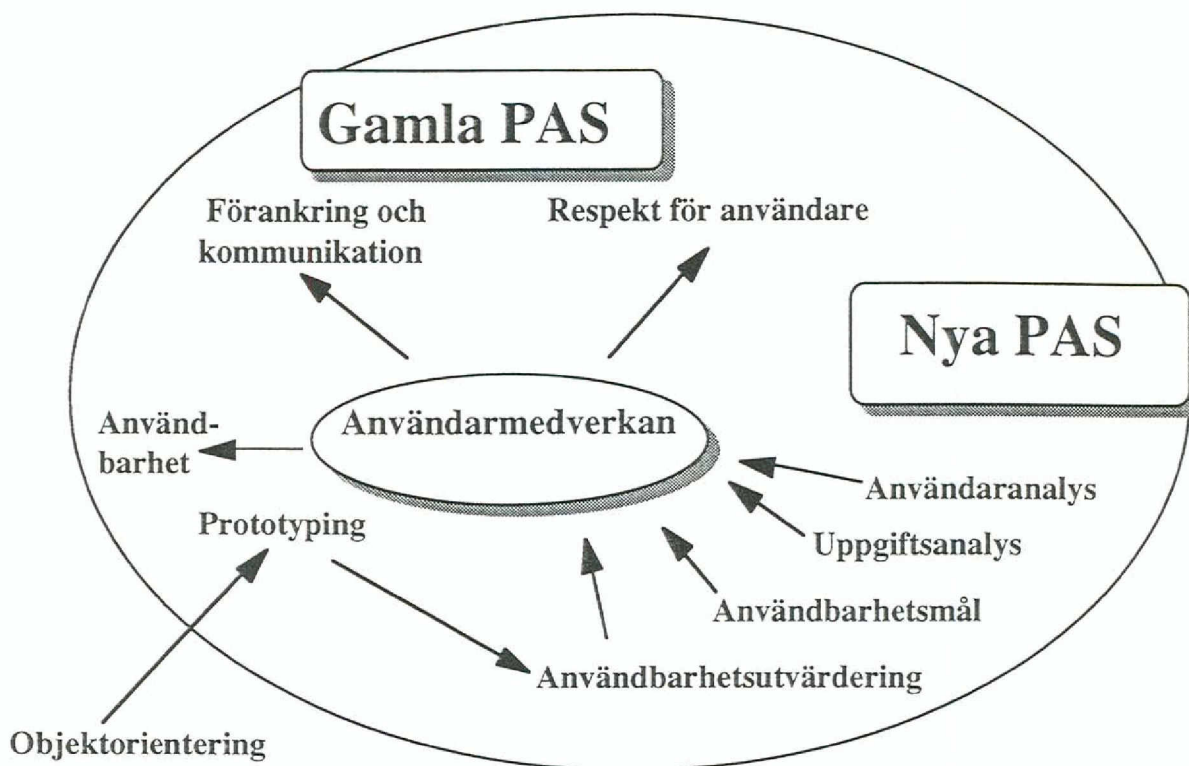 Gamla PAS
Förankring och
kommunikation
Respekt för användare
Nya PAS
Användarmedverkan
Använd-
barhet
Användaranalys
Prototyping
Uppgiftsanalys
Användbarhetsmål
Användbarhetsutvärdering
Objektorientering